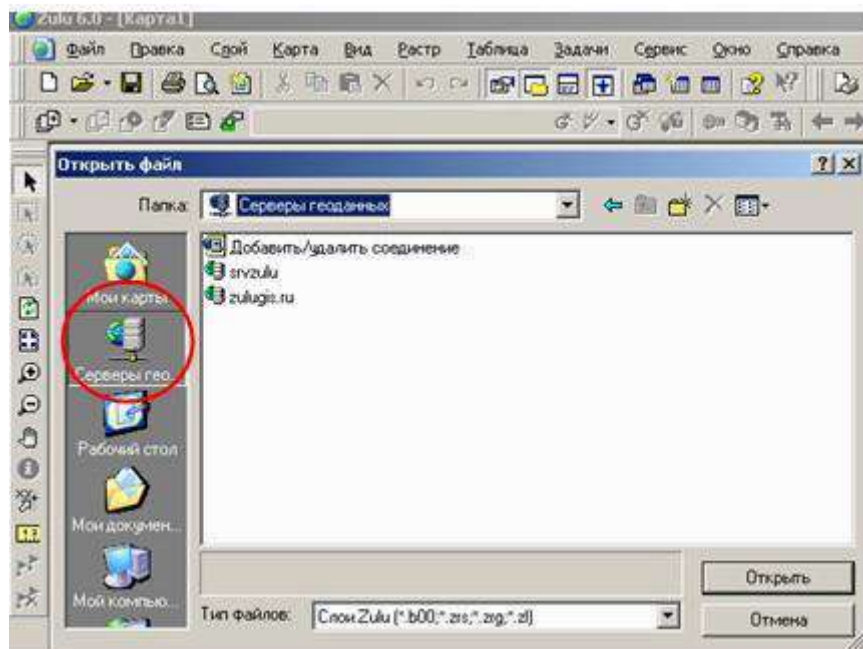 Zulu 6.0 - [Карта1]
Файл Правка Слой Карта Вид Растр Таблица Задачи Сервис Окно Справка
Открыть файл
Папка: Серверы геоданных
Мои карты
Серверы гео...
Рабочий стол
Мои докумен...
Мой компью...
Добавить/удалить соединение
srvzulu
zulugis.ru
Открыть
Тип файлов: Слои Zulu (*.b00;*.zrs;*.zrg;*.zl)
Отмена